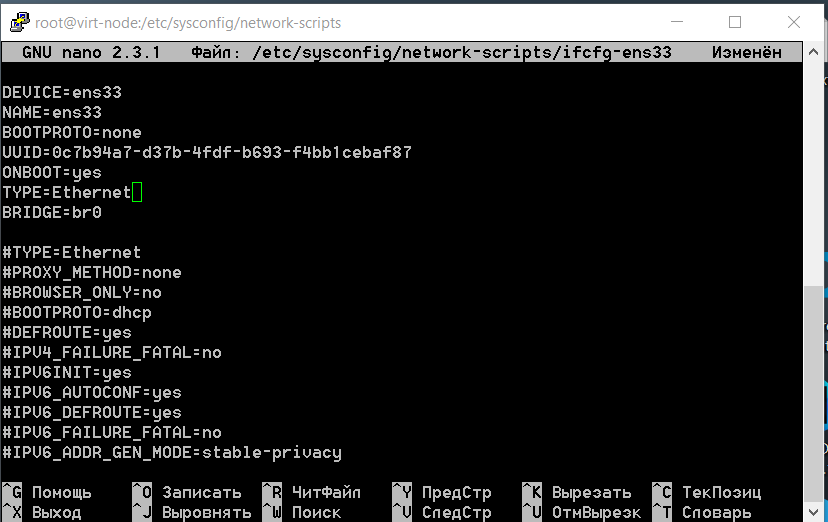 root@virt-node:/etc/sysconfig/network-scripts
GNU nano 2.3.1 Файл: /etc/sysconfig/network-scripts/ifcfg-ens33 Изменён
DEVICE=ens33
NAME=ens33
BOOTPROTO=none
UUID=0c7b94a7-d37b-4fdf-b693-f4bb1cebaf87
ONBOOT=yes
TYPE=Ethernet
BRIDGE=br0
#TYPE=Ethernet
#PROXY_METHOD=none
#BROWSER_ONLY=no
#BOOTPROTO=dhcp
#DEFROUTE=yes
#IPV4_FAILURE_FATAL=no
#IPV6INIT=yes
#IPV6_AUTOCONF=yes
#IPV6_DEFROUTE=yes
#IPV6_FAILURE_FATAL=no
#IPV6_ADDR_GEN_MODE=stable-privacy
^G Помощь ^O Записать ^R ЧитФайл ^Y ПредСтр ^K Вырезать ^C ТекПозиц
^X Выход ^J Выровнять ^W Поиск ^V СледСтр ^U ОтмВырезк ^T Словарь